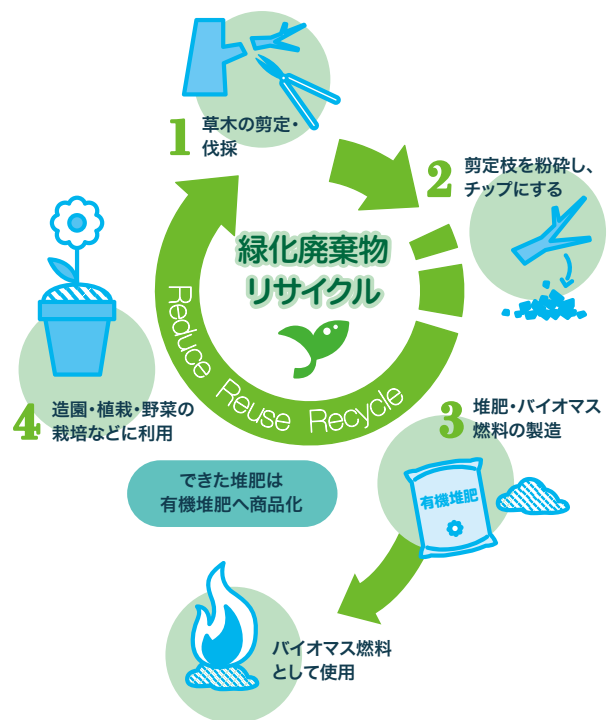 1 草木の剪定・
伐採
2 剪定枝を粉砕し、
チップにする
緑化廃棄物
リサイクル
Reduce Reuse Recycle
3 堆肥・バイオマス
燃料の製造
有機堆肥
4 造園・植栽・野菜の
栽培などに利用
できた堆肥は
有機堆肥へ商品化
バイオマス燃料
として使用